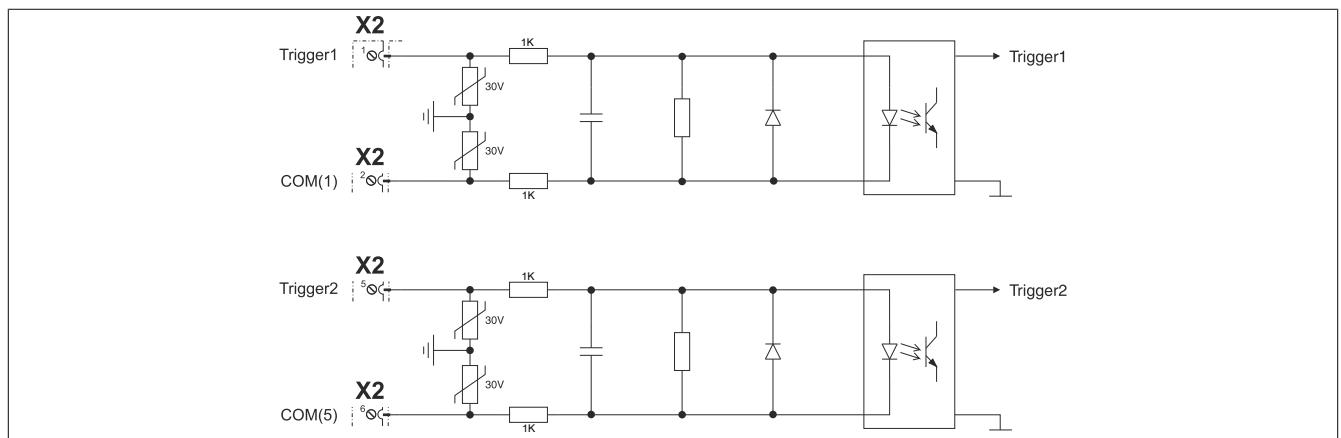 X2
1K
Trigger1
1
Trigger1
30V
30V
X2
COM(1)
2
1K
X2
1K
Trigger2
5
Trigger2
30V
30V
X2
COM(5)
6
1K